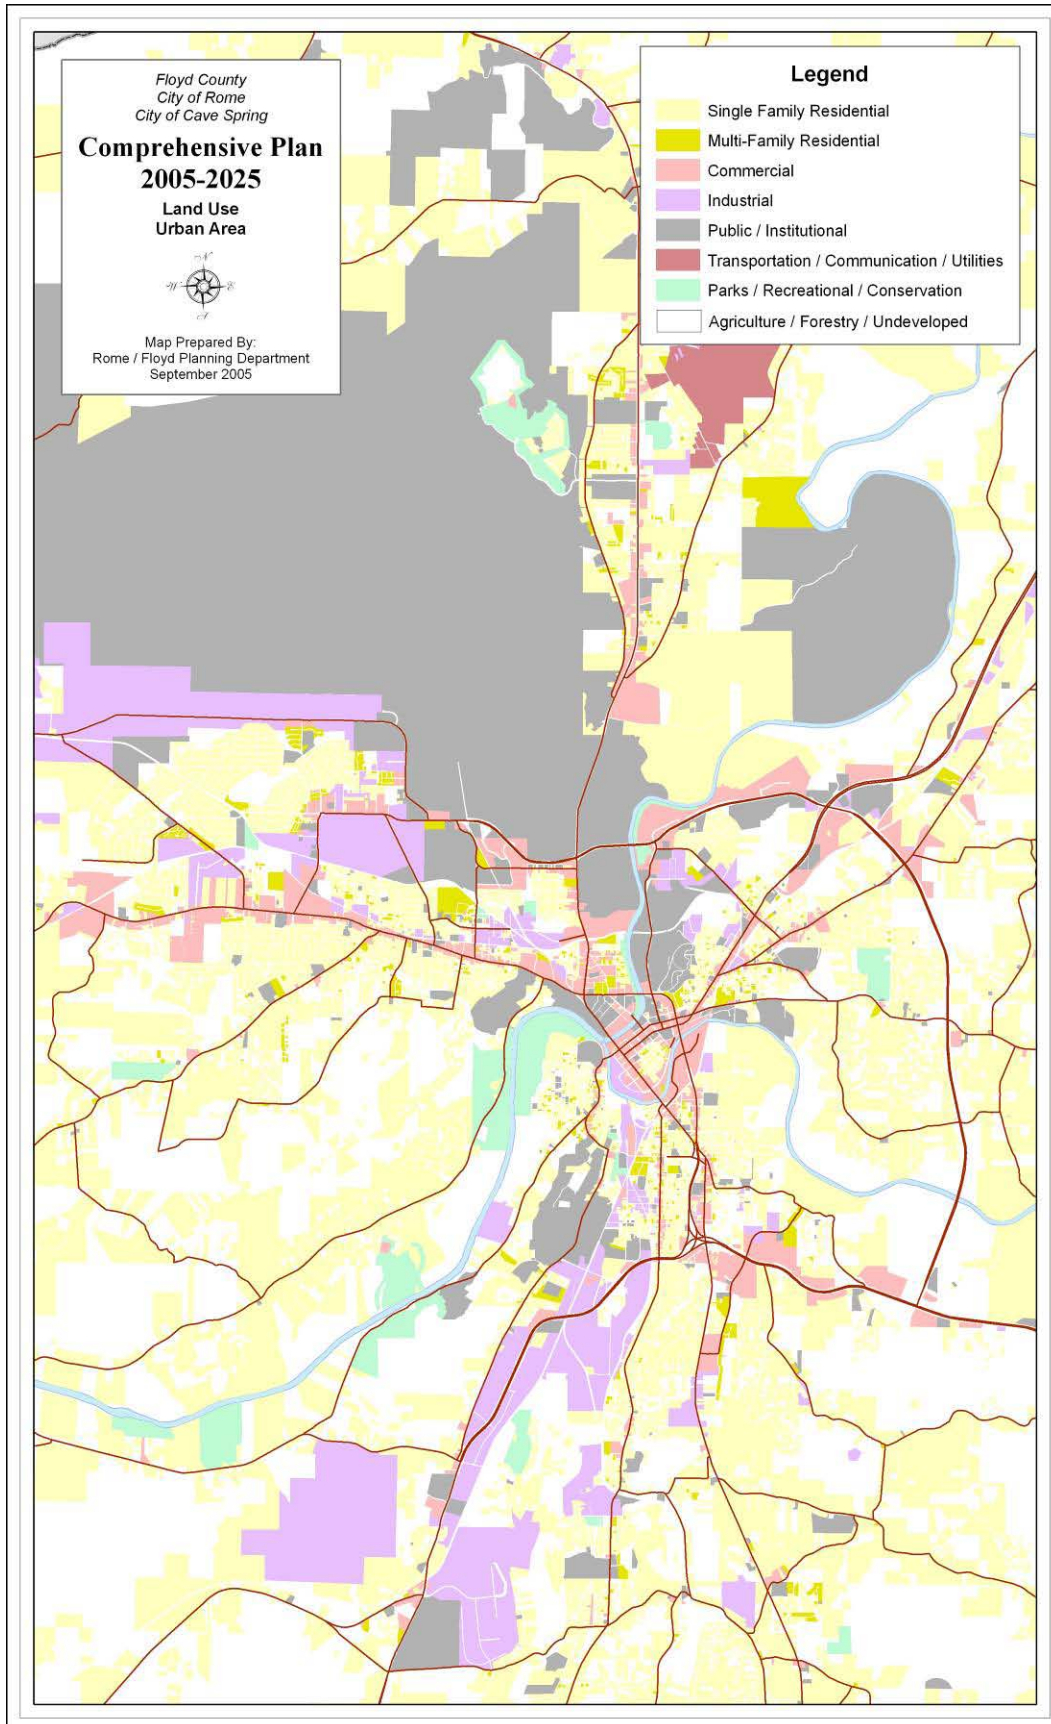 Floyd County
City of Rome
City of Cave Spring
Comprehensive Plan
2005-2025
Land Use
Urban Area
N
W
E
S
Map Prepared By:
Rome / Floyd Planning Department
September 2005
Legend
Single Family Residential
Multi-Family Residential
Commercial
Industrial
Public / Institutional
Transportation / Communication / Utilities
Parks / Recreational / Conservation
Agriculture / Forestry / Undeveloped